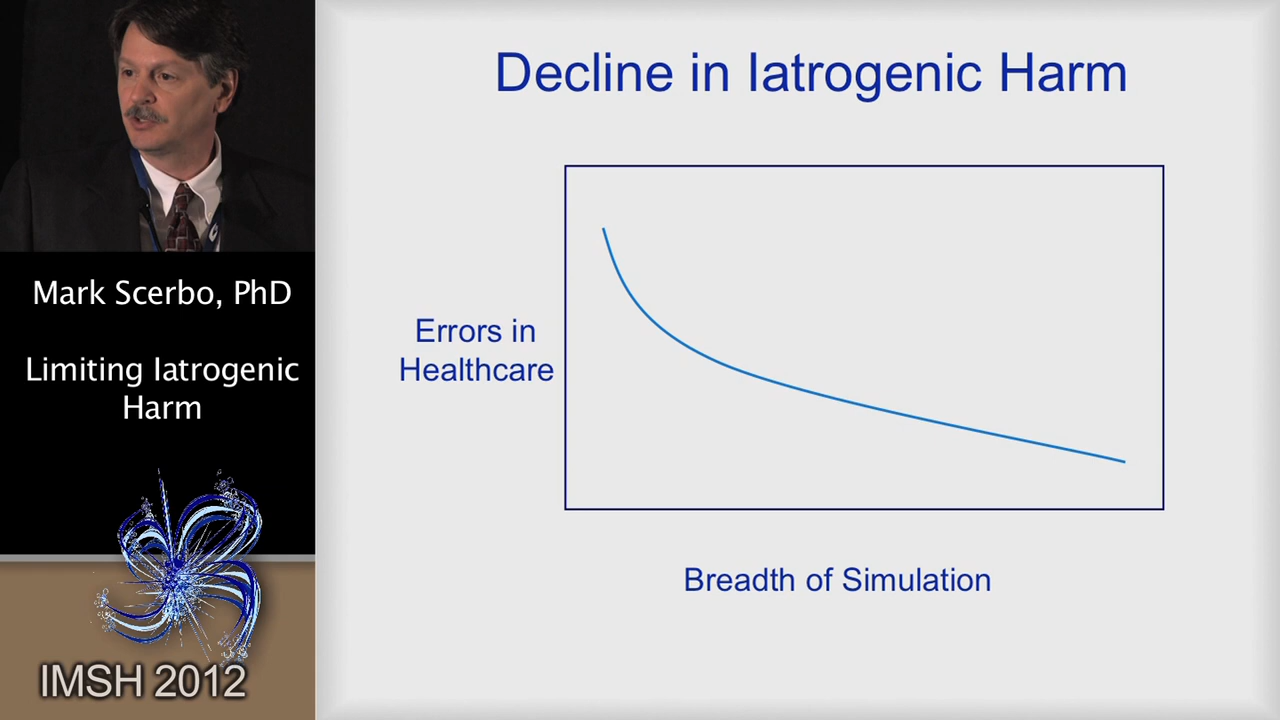 Mark Scerbo, PhD
Limiting Iatrogenic
Harm
IMSH 2012
Decline in Iatrogenic Harm
Errors in
Healthcare
Breadth of Simulation